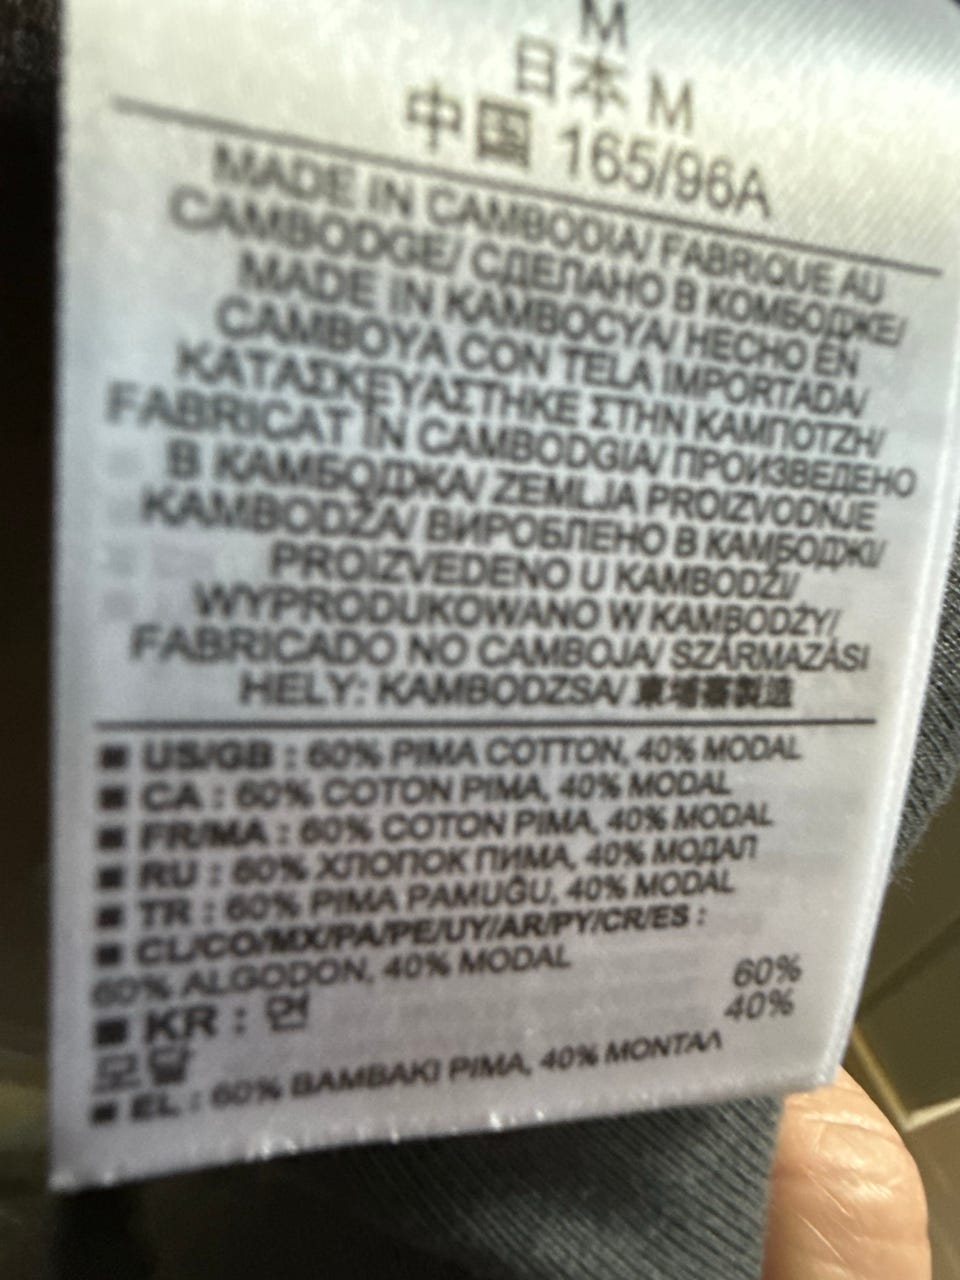 M
日本 M
中国 165/96A
MADE IN CAMBODIA/ FABRIQUE AU
CAMBODGE/ СДЕЛАНО В КОМБОДЖЕ/
MADE IN KAMBOCYA/ HECHO EN
CAMBOYA CON TELA IMPORTADA/
ΚΑΤΑΣΚΕΥΑΣΤΗΚΕ ΣΤΗΝ ΚΑΜΠΟΤΖΗ/
FABRICAT IN CAMBODGIA/ ПРОИЗВЕДЕНО
В КАМБОДЖА/ ZEMLJA PROIZVODNJE
KAMBODŽA/ ВИРОБЛЕНО В КАМБОДЖІ/
PROIZVEDENO U KAMBODŽI/
WYPRODUKOWANO W KAMBODŻY/
FABRICADO NO CAMBOJA/ SZÁRMAZÁSI
HELY: KAMBODZSA/ 柬埔寨製造
■ US/GB : 60% PIMA COTTON, 40% MODAL
■ CA : 60% COTON PIMA, 40% MODAL
■ FR/MA : 60% COTON PIMA, 40% MODAL
■ RU : 60% ХЛОПОК ПИМА, 40% МОДАЛ
■ TR : 60% PIMA PAMUĞU, 40% MODAL
■ CL/CO/MX/PA/PE/UY/AR/PY/CR/ES :
60% ALGODON, 40% MODAL
■ KR : 면 60%
모달 40%
■ EL : 60% ΒΑΜΒΑΚΙ PIMA, 40% ΜΟΝΤΑΛ